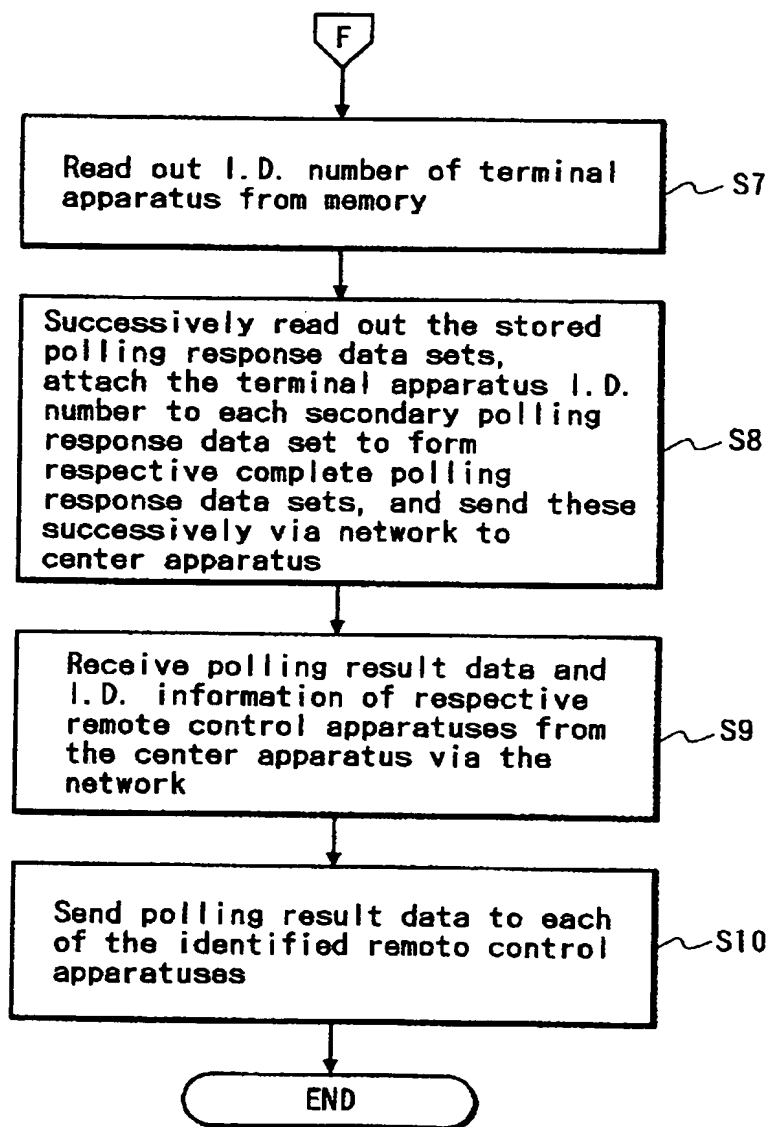 F
Read out I.D. number of terminal
apparatus from memory
S7
Successively read out the stored
polling response data sets,
attach the terminal apparatus I.D.
number to each secondary polling
response data set to form
respective complete polling
response data sets, and send these
successively via network to
center apparatus
S8
Receive polling result data and
I.D. information of respective
remote control apparatuses from
the center apparatus via the
network
S9
Send polling result data to each
of the identified remoto control
apparatuses
S10
END